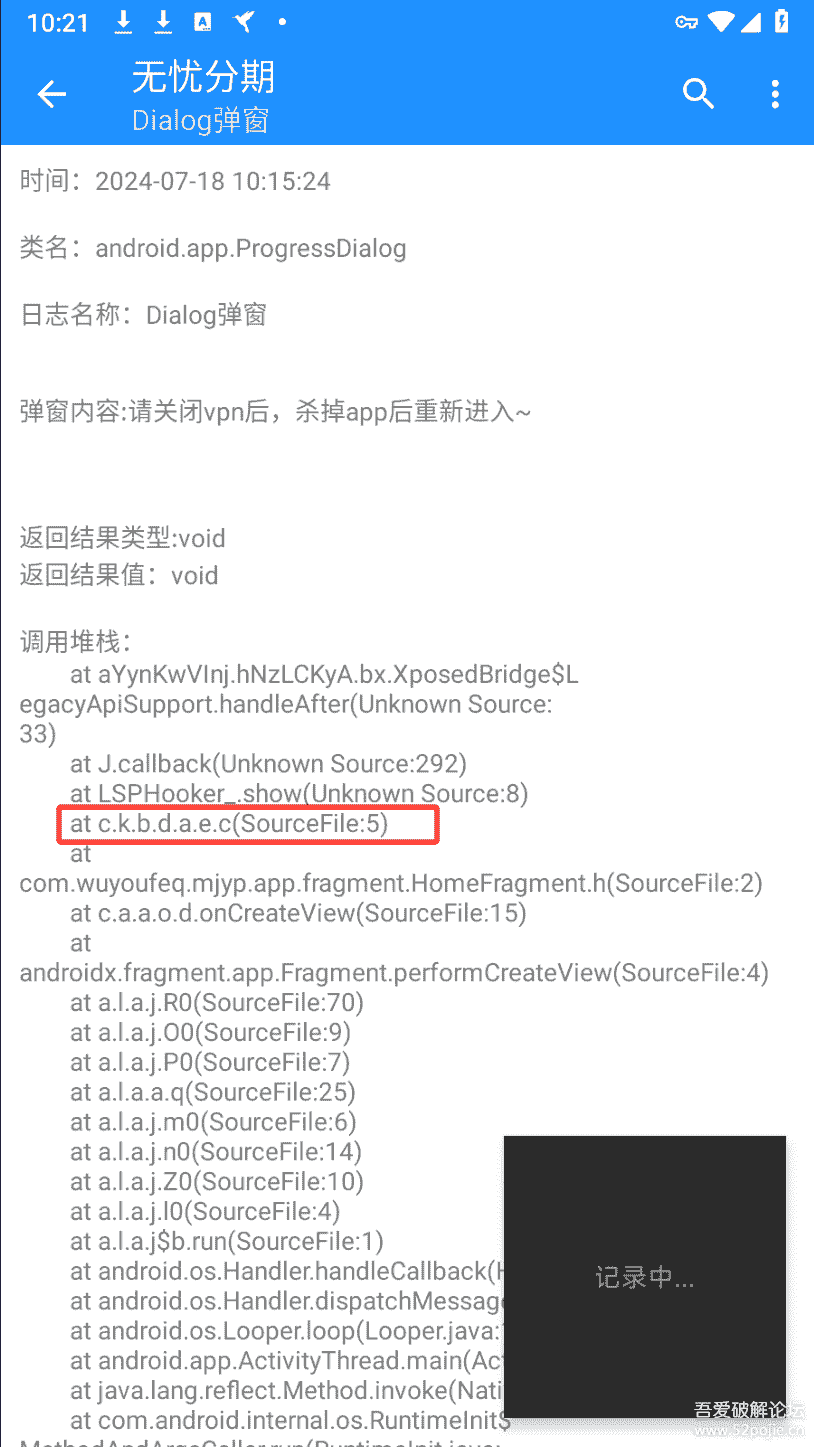 10:21
无忧分期
Dialog弹窗
时间：2024-07-18 10:15:24
类名：android.app.ProgressDialog
日志名称：Dialog弹窗
弹窗内容:请关闭vpn后，杀掉app后重新进入~
返回结果类型:void
返回结果值：void
调用堆栈：
at aYynKwVInj.hNzLCKyA.bx.XposedBridge$L
egacyApiSupport.handleAfter(Unknown Source:
33)
at J.callback(Unknown Source:292)
at LSPHooker_.show(Unknown Source:8)
at c.k.b.d.a.e.c(SourceFile:5)
at
com.wuyoufeq.mjyp.app.fragment.HomeFragment.h(SourceFile:2)
at c.a.a.o.d.onCreateView(SourceFile:15)
at
androidx.fragment.app.Fragment.performCreateView(SourceFile:4)
at a.l.a.j.R0(SourceFile:70)
at a.l.a.j.O0(SourceFile:9)
at a.l.a.j.P0(SourceFile:7)
at a.l.a.a.q(SourceFile:25)
at a.l.a.j.m0(SourceFile:6)
at a.l.a.j.n0(SourceFile:14)
at a.l.a.j.Z0(SourceFile:10)
at a.l.a.j.l0(SourceFile:4)
at a.l.a.j$b.run(SourceFile:1)
at android.os.Handler.handleCallback(
at android.os.Handler.dispatchMessage
at android.os.Looper.loop(Looper.java:
at android.app.ActivityThread.main(Ac
at java.lang.reflect.Method.invoke(Nati
at com.android.internal.os.RuntimeInit$
MethodAndArgsCaller.run(RuntimeInit.java:
记录中...
吾爱破解论坛
www.52pojie.cn